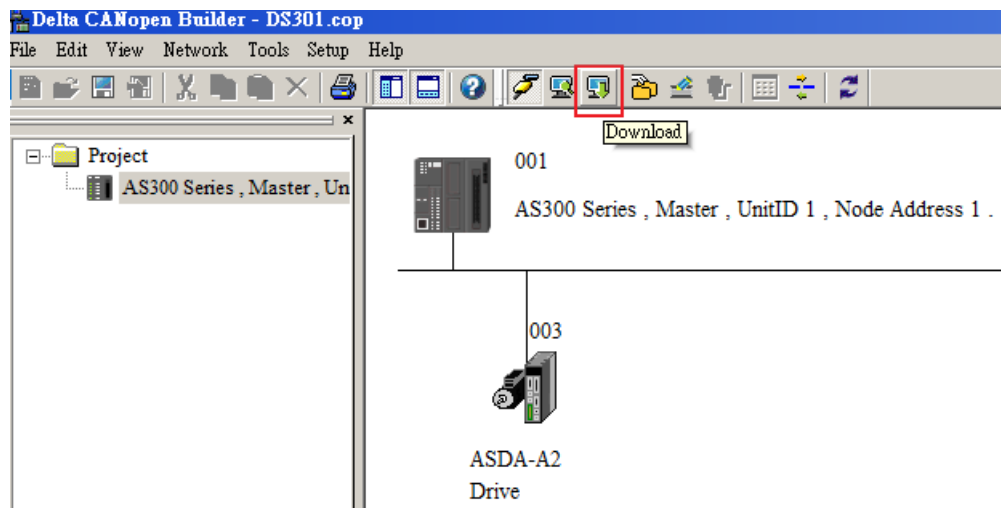 Delta CANopen Builder - DS301.cop
File Edit View Network Tools Setup Help
Download
Project
AS300 Series , Master , Un
001
AS300 Series , Master , UnitID 1 , Node Address 1 .
003
ASDA-A2
Drive